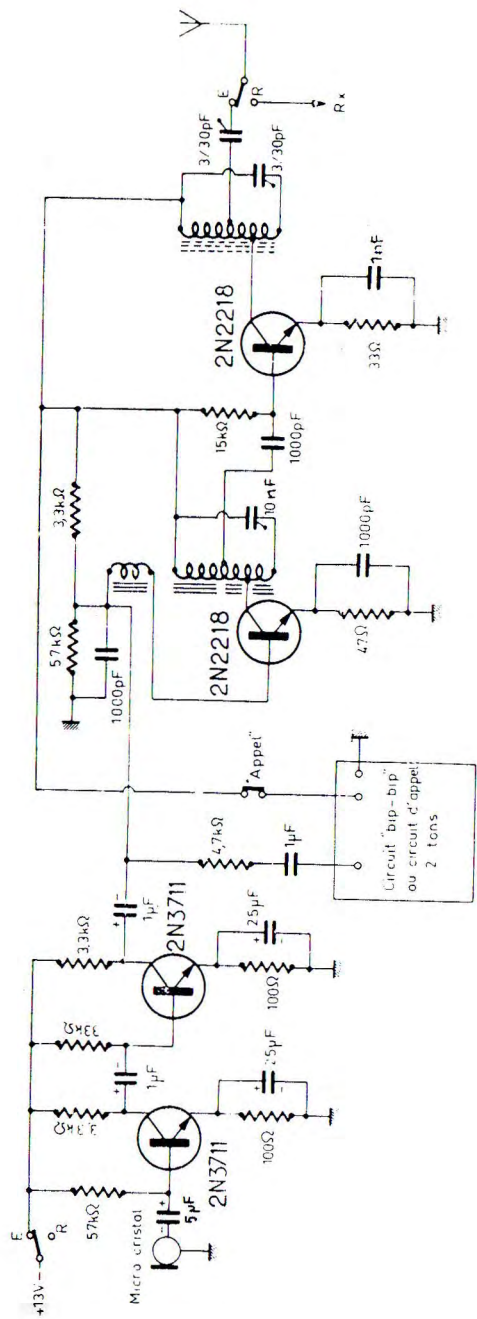 +13V
E
R
57kΩ
5µF
Micro cristal
3,3kΩ
1µF
2N3711
100Ω
25µF
33kΩ
3,3kΩ
1µF
2N3711
100Ω
25µF
4,7kΩ
1µF
"Appel"
Circuit "bip-bip"
ou circuit d'appel
2 tons
57kΩ
3,3kΩ
1000pF
2N2218
47Ω
1000pF
10nF
15kΩ
1000pF
2N2218
33Ω
1nF
3/30pF
3/30pF
E
R
Rx